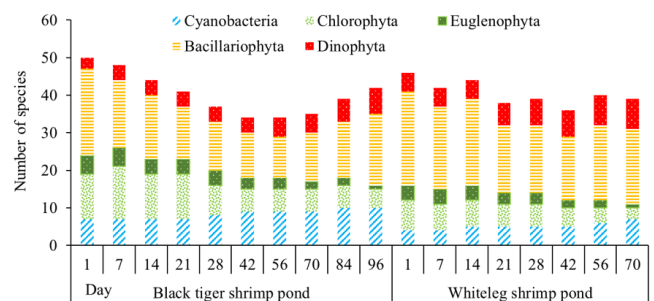 60
50
40
30
20
10
0
Number of species
Cyanobacteria Chlorophyta Euglenophyta
Bacillariophyta Dinophyta
1 7 14 21 28 42 56 70 84 96 1 7 14 21 28 42 56 70
Day Black tiger shrimp pond Whiteleg shrimp pond